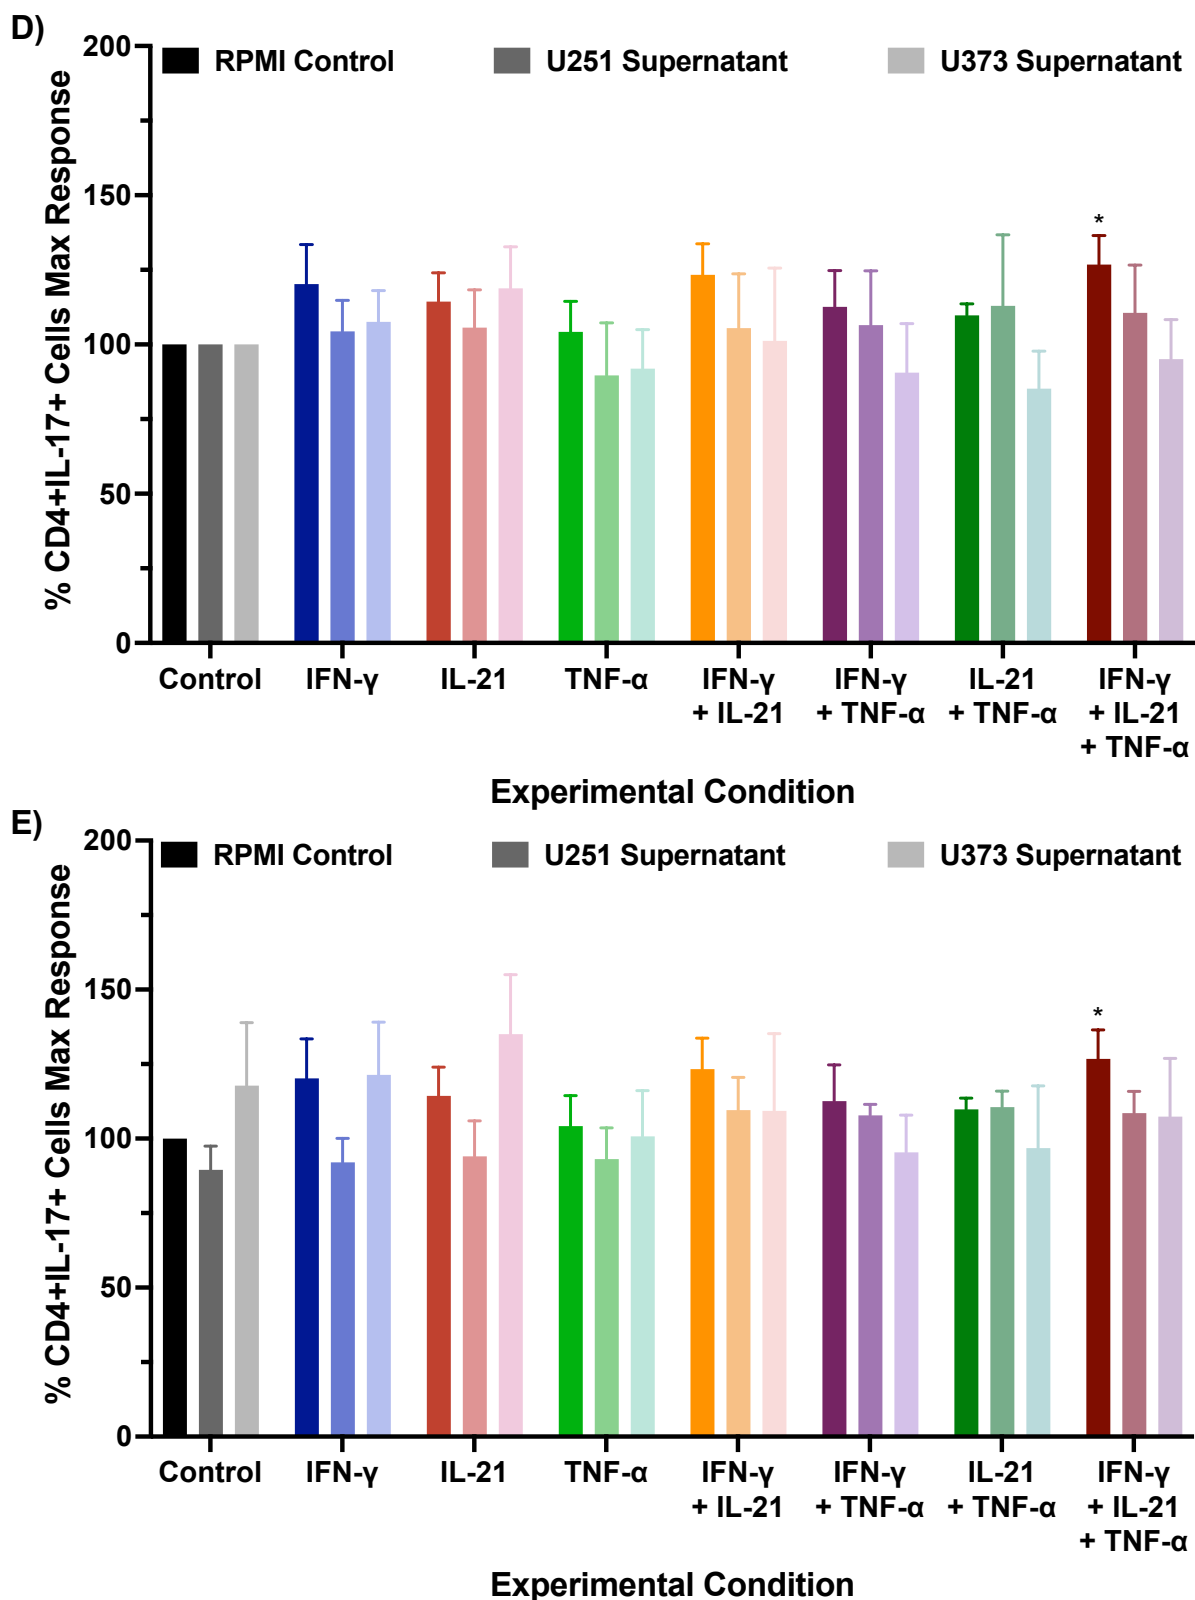 D)
RPMI Control U251 Supernatant U373 Supernatant
% CD4+IL-17+ Cells Max Response
200
150
100
50
0
*
Control IFN-γ IL-21 TNF-α IFN-γ IFN-γ IL-21 IFN-γ
+ IL-21 + TNF-α + TNF-α + IL-21
+ TNF-α
Experimental Condition
E)
RPMI Control U251 Supernatant U373 Supernatant
% CD4+IL-17+ Cells Max Response
200
150
100
50
0
*
Control IFN-γ IL-21 TNF-α IFN-γ IFN-γ IL-21 IFN-γ
+ IL-21 + TNF-α + TNF-α + IL-21
+ TNF-α
Experimental Condition